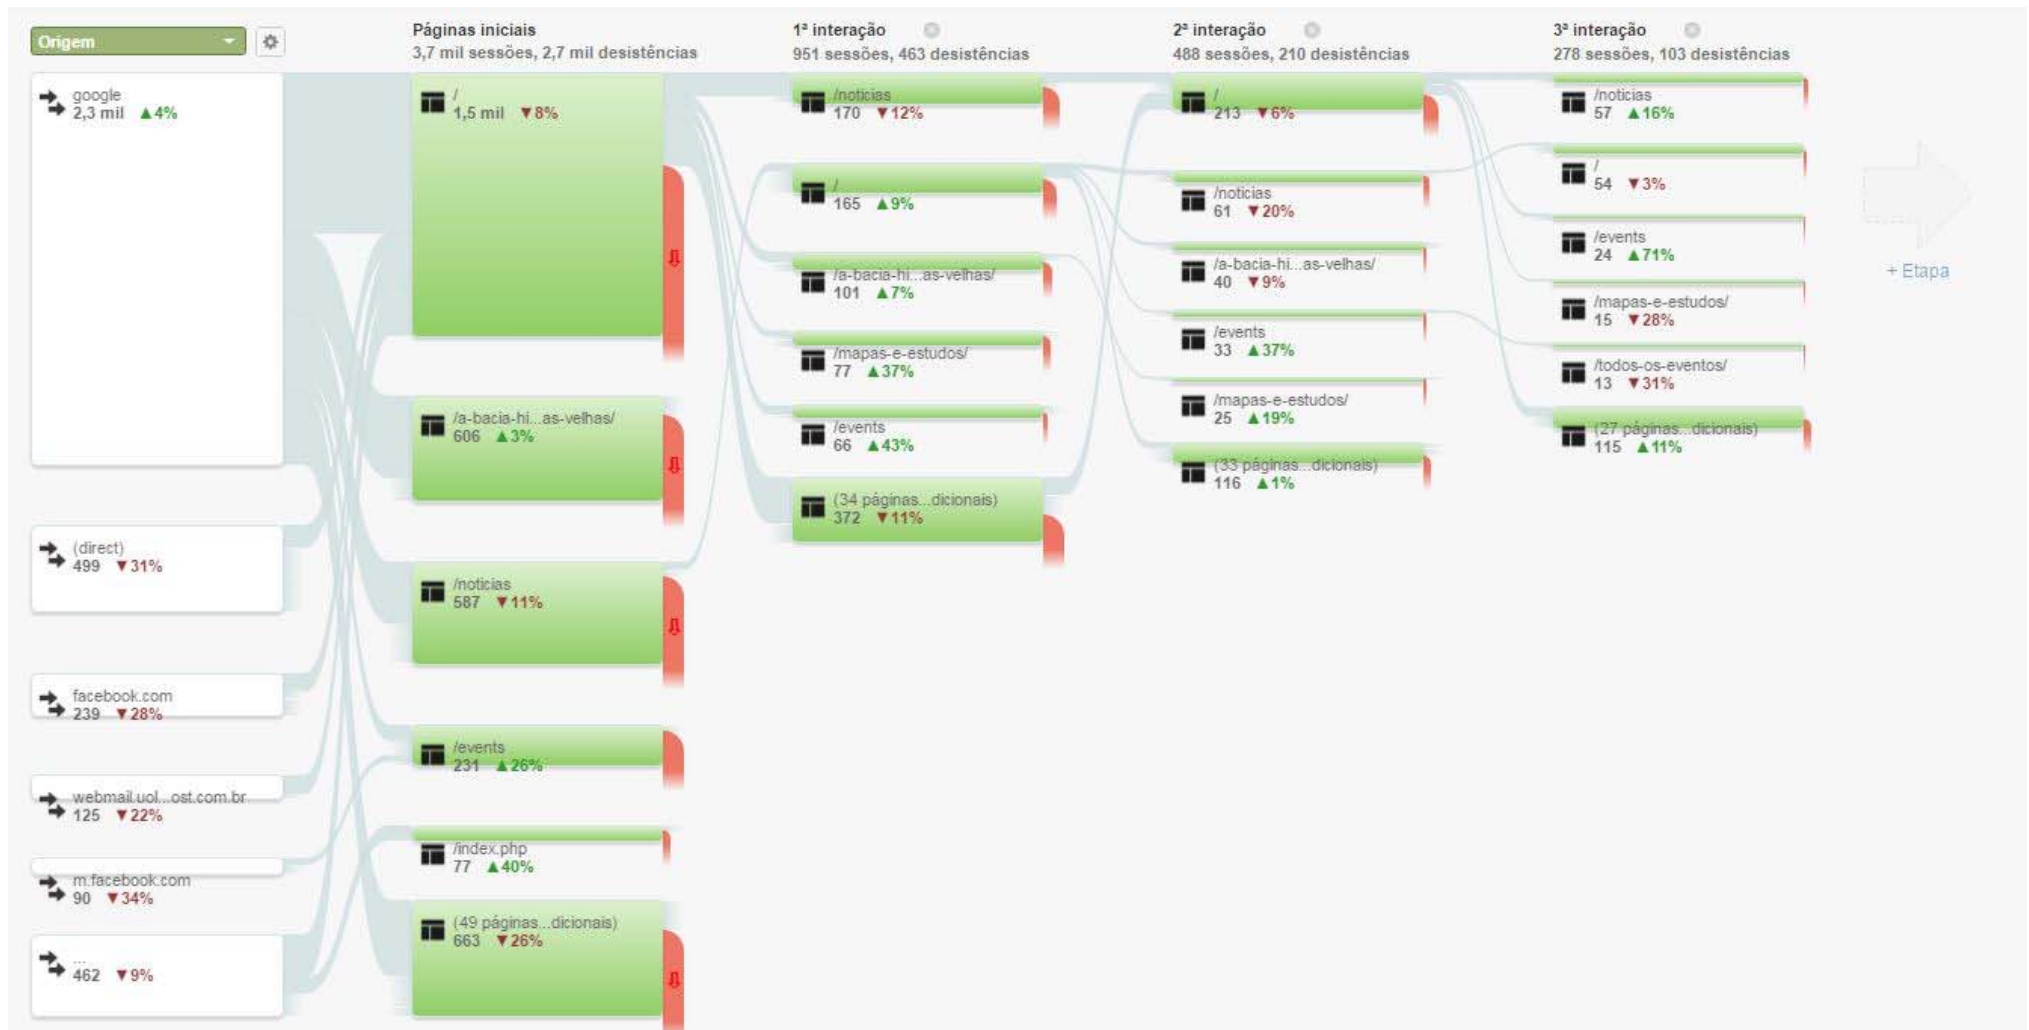 Origem
google
2,3 mil ▲4%
(direct)
499 ▼31%
facebook.com
239 ▼28%
webmail.uol...ost.com.br
125 ▼22%
m.facebook.com
90 ▼34%
...
462 ▼9%
Páginas iniciais
3,7 mil sessões, 2,7 mil desistências
/
1,5 mil ▼8%
/a-bacia-hi...as-velhas/
606 ▲3%
/noticias
587 ▼11%
/events
231 ▲26%
/index.php
77 ▲40%
(49 páginas...dicionais)
663 ▼26%
1ª interação
951 sessões, 463 desistências
/noticias
170 ▼12%
/
165 ▲9%
/a-bacia-hi...as-velhas/
101 ▲7%
/mapas-e-estudos/
77 ▲37%
/events
66 ▲43%
(34 páginas...dicionais)
372 ▼11%
2ª interação
488 sessões, 210 desistências
/
213 ▼6%
/noticias
61 ▼20%
/a-bacia-hi...as-velhas/
40 ▼9%
/events
33 ▲37%
/mapas-e-estudos/
25 ▲19%
(33 páginas...dicionais)
116 ▲1%
3ª interação
278 sessões, 103 desistências
/noticias
57 ▲16%
/
54 ▼3%
/events
24 ▲71%
/mapas-e-estudos/
15 ▼28%
/todos-os-eventos/
13 ▼31%
(27 páginas...dicionais)
115 ▲11%
+ Etapa